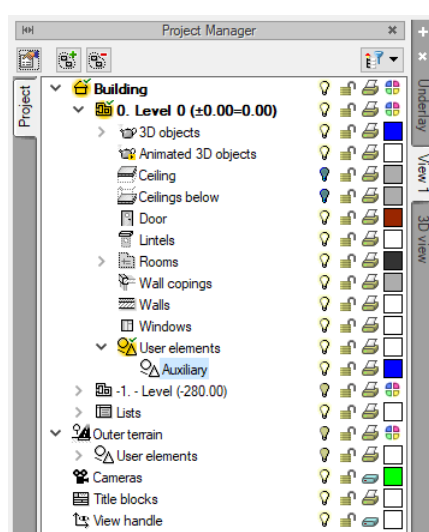 Project Manager
Project
Building
0. Level 0 (±0.00=0.00)
3D objects
Animated 3D objects
Ceiling
Ceilings below
Door
Lintels
Rooms
Wall copings
Walls
Windows
User elements
Auxiliary
-1. - Level (-280.00)
Lists
Outer terrain
User elements
Cameras
Title blocks
View handle
Underlay
View 1
3D view